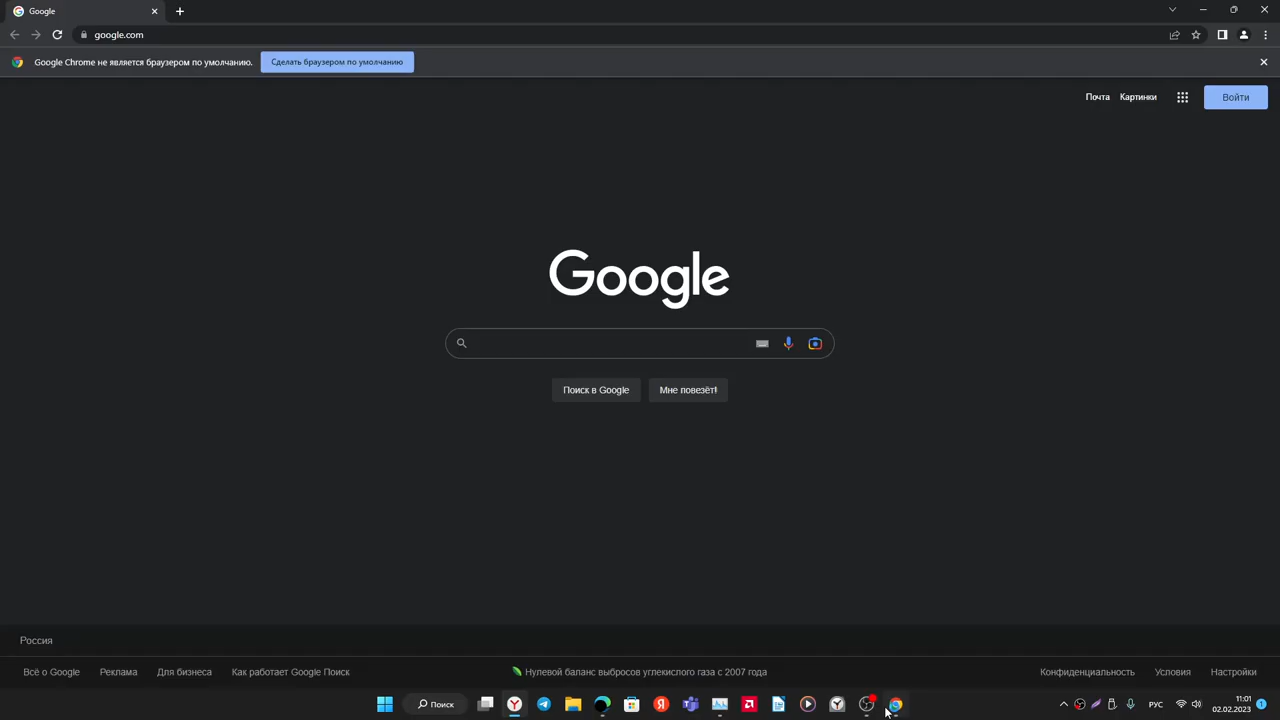 Google
google.com
Google Chrome не является браузером по умолчанию. Сделать браузером по умолчанию
Почта Картинки Войти
Google
Поиск в Google Мне повезёт!
Россия
Всё о Google Реклама Для бизнеса Как работает Google Поиск Нулевой баланс выбросов углекислого газа с 2007 года Конфиденциальность Условия Настройки
Поиск РУС 11:01
02.02.2023